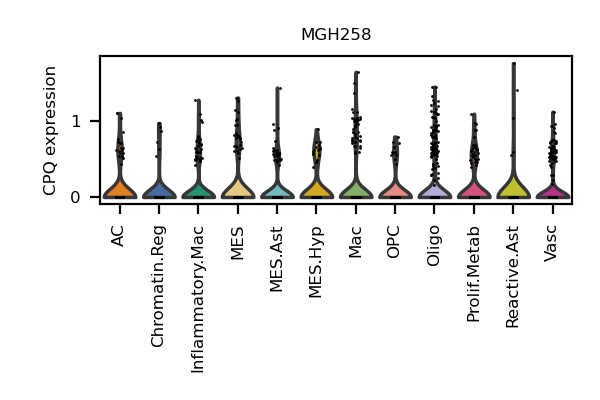 MGH258
CPQ expression
1
0
AC
Chromatin.Reg
Inflammatory.Mac
MES
MES.Ast
MES.Hyp
Mac
OPC
Oligo
Prolif.Metab
Reactive.Ast
Vasc